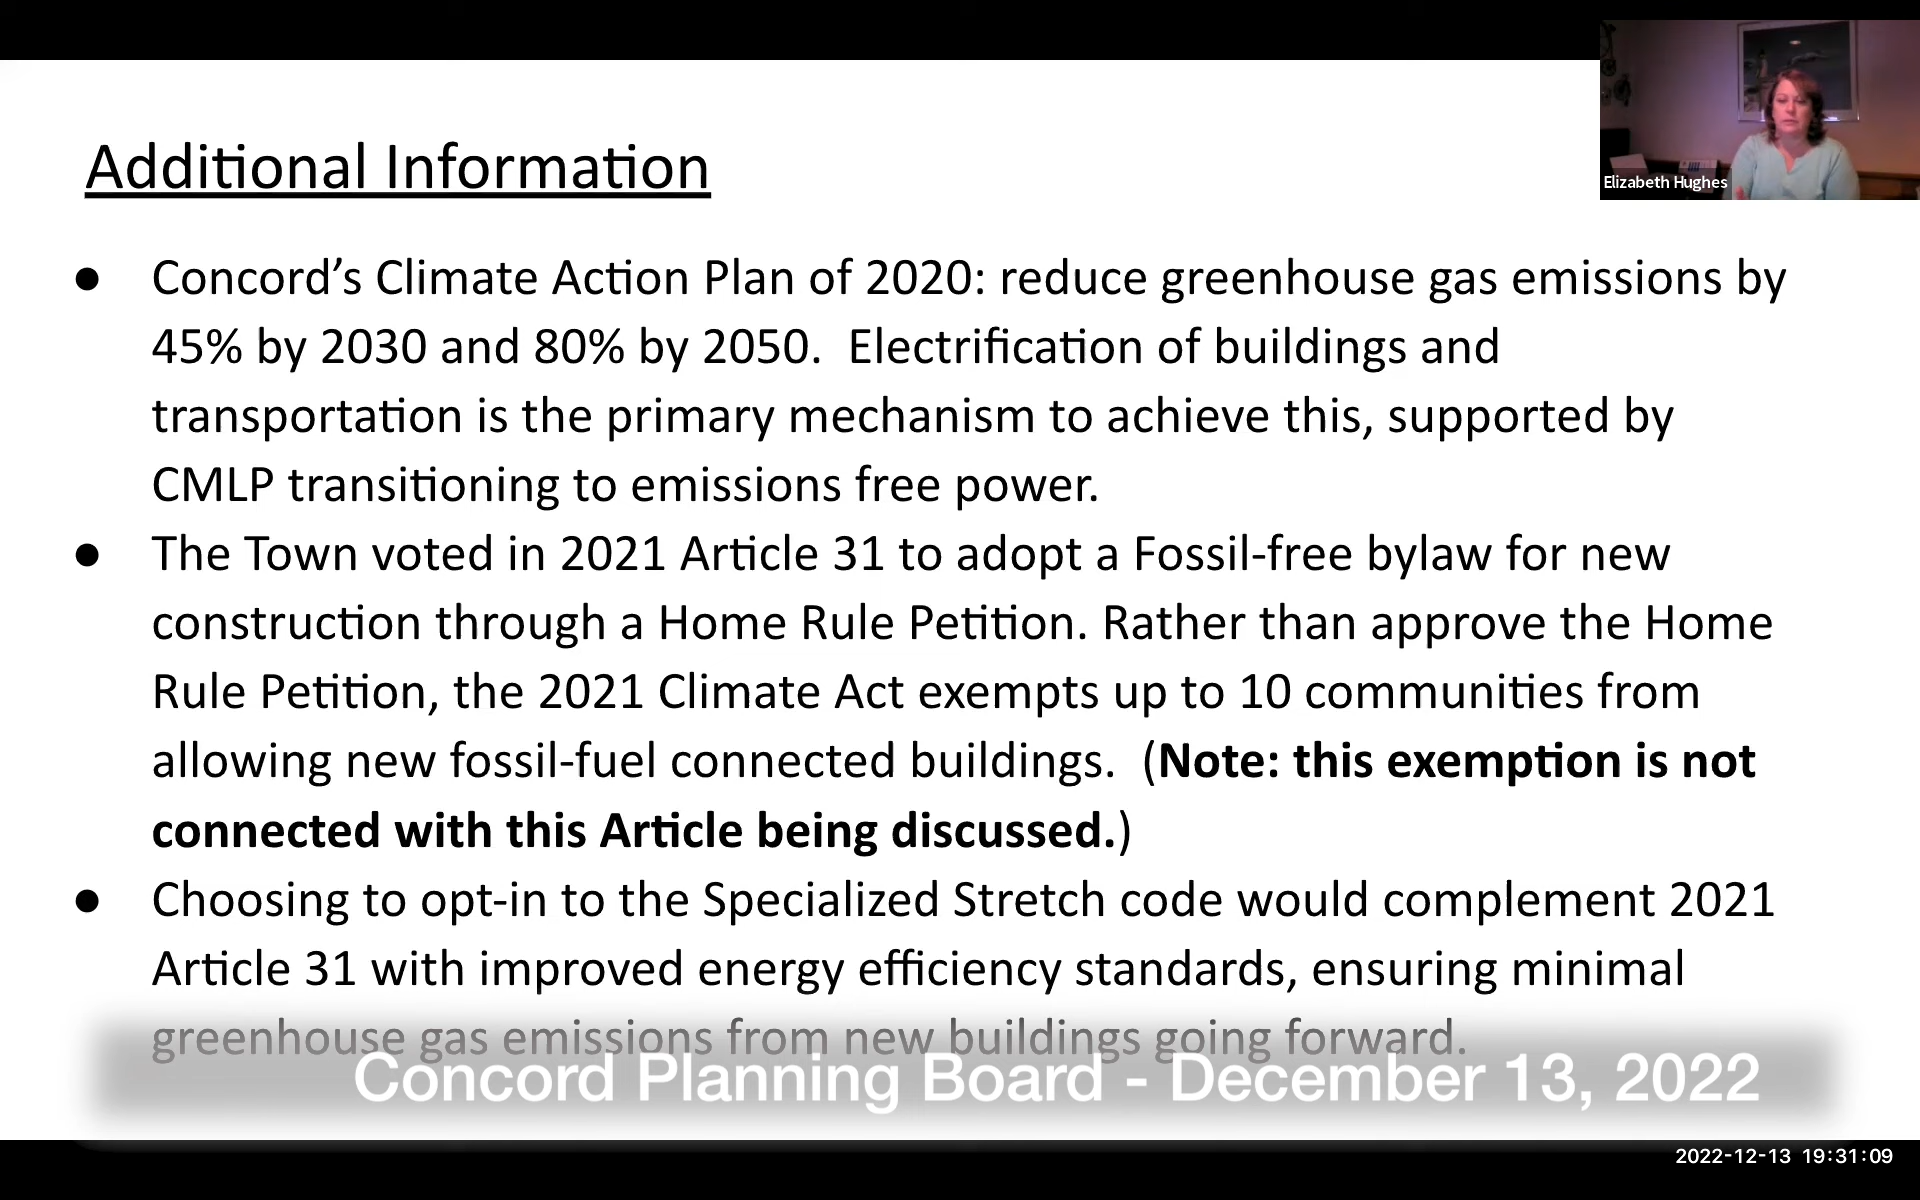 Elizabeth Hughes
Additional Information
● Concord’s Climate Action Plan of 2020: reduce greenhouse gas emissions by
45% by 2030 and 80% by 2050.  Electrification of buildings and
transportation is the primary mechanism to achieve this, supported by
CMLP transitioning to emissions free power.
● The Town voted in 2021 Article 31 to adopt a Fossil-free bylaw for new
construction through a Home Rule Petition. Rather than approve the Home
Rule Petition, the 2021 Climate Act exempts up to 10 communities from
allowing new fossil-fuel connected buildings.  (Note: this exemption is not
connected with this Article being discussed.)
● Choosing to opt-in to the Specialized Stretch code would complement 2021
Article 31 with improved energy efficiency standards, ensuring minimal
greenhouse gas emissions from new buildings going forward.
Concord Planning Board - December 13, 2022
2022-12-13 19:31:09